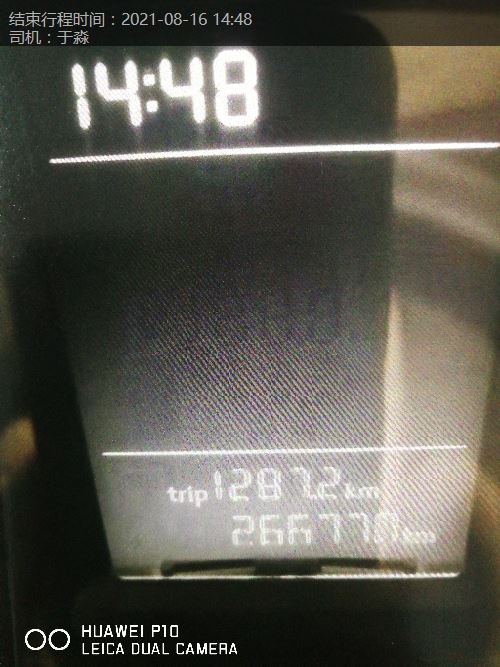 结束行程时间：2021-08-16 14:48
司机：于淼
14:48
trip 1287.2 km
266770 km
HUAWEI P10
LEICA DUAL CAMERA